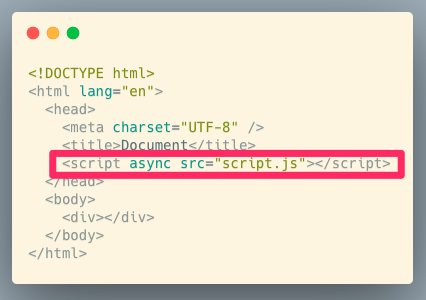 <!DOCTYPE html>
<html lang="en">
<head>
<meta charset="UTF-8" />
<title>Document</title>
<script async src="script.js"></script>
</head>
<body>
<div></div>
</body>
</html>